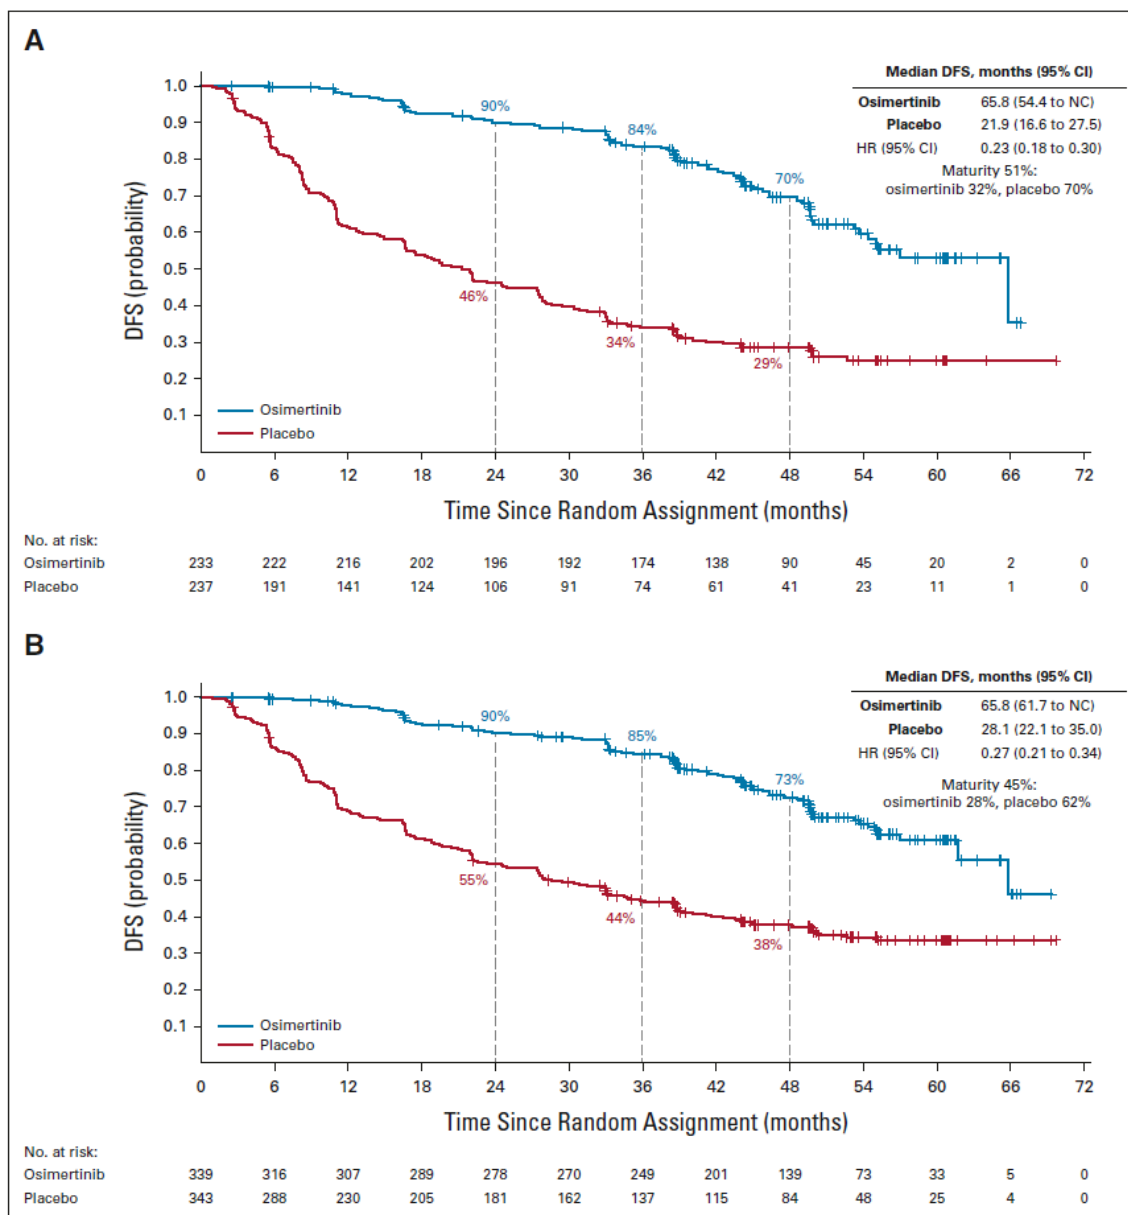 A
Median DFS, months (95% CI)
Osimertinib 65.8 (54.4 to NC)
Placebo 21.9 (16.6 to 27.5)
HR (95% CI) 0.23 (0.18 to 0.30)
Maturity 51%:
osimertinib 32%, placebo 70%
DFS (probability)
1.0
0.9
0.8
0.7
0.6
0.5
0.4
0.3
0.2
0.1
90%
84%
70%
46%
34%
29%
Osimertinib
Placebo
0 6 12 18 24 30 36 42 48 54 60 66 72
Time Since Random Assignment (months)
No. at risk:
Osimertinib 233 222 216 202 196 192 174 138 90 45 20 2 0
Placebo 237 191 141 124 106 91 74 61 41 23 11 1 0
B
Median DFS, months (95% CI)
Osimertinib 65.8 (61.7 to NC)
Placebo 28.1 (22.1 to 35.0)
HR (95% CI) 0.27 (0.21 to 0.34)
Maturity 45%:
osimertinib 28%, placebo 62%
DFS (probability)
1.0
0.9
0.8
0.7
0.6
0.5
0.4
0.3
0.2
0.1
90%
85%
73%
55%
44%
38%
Osimertinib
Placebo
0 6 12 18 24 30 36 42 48 54 60 66 72
Time Since Random Assignment (months)
No. at risk:
Osimertinib 339 316 307 289 278 270 249 201 139 73 33 5 0
Placebo 343 288 230 205 181 162 137 115 84 48 25 4 0